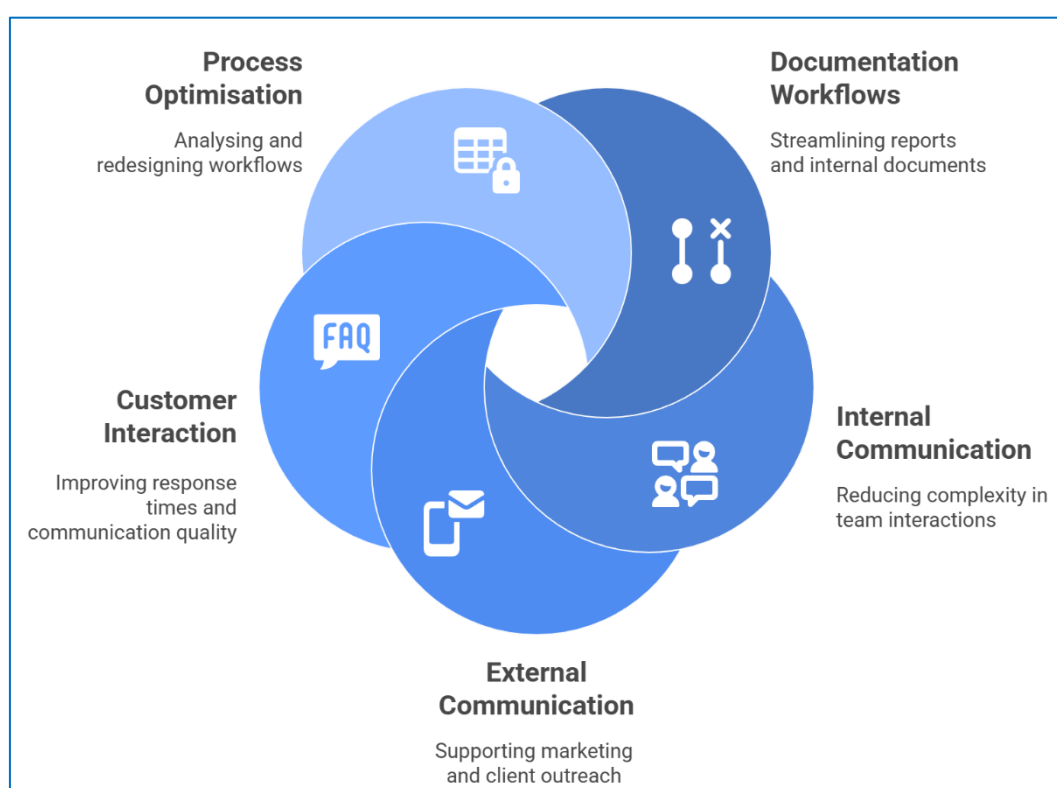 Process
Optimisation
Analysing and
redesigning workflows
Documentation
Workflows
Streamlining reports
and internal documents
FAQ
Customer
Interaction
Improving response
times and
communication quality
Internal
Communication
Reducing complexity in
team interactions
External
Communication
Supporting marketing
and client outreach